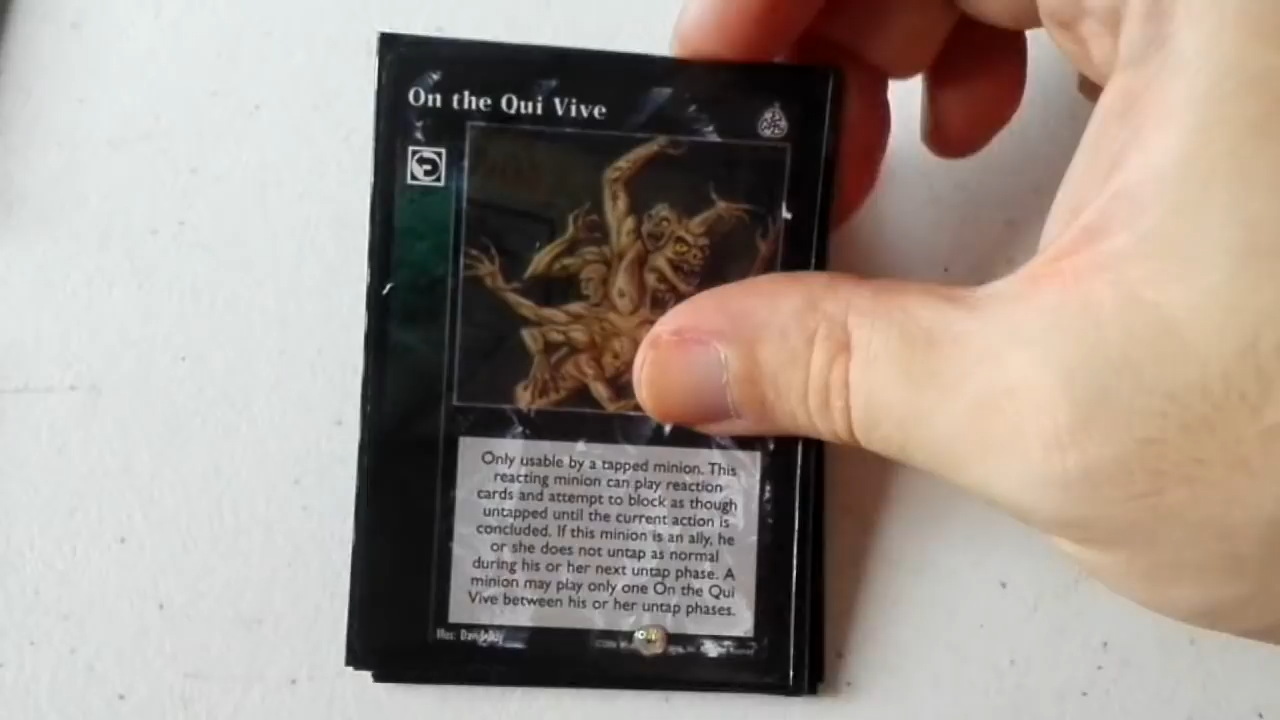 On the Qui Vive
Only usable by a tapped minion. This
reacting minion can play reaction
cards and attempt to block as though
untapped until the current action is
concluded. If this minion is an ally, he
or she does not untap as normal
during his or her next untap phase. A
minion may play only one On the Qui
Vive between his or her untap phases.
Illus: